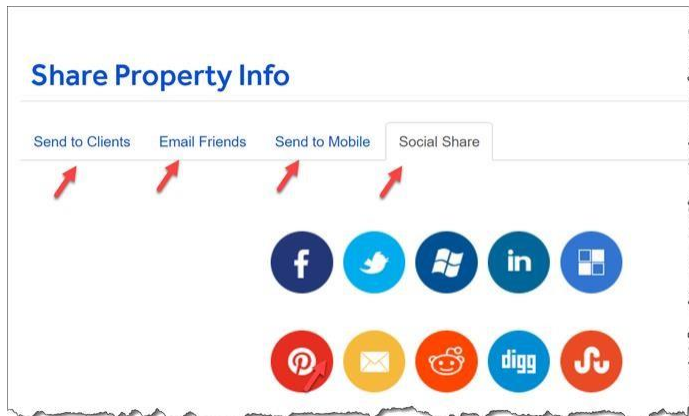 Share Property Info
Send to Clients Email Friends Send to Mobile Social Share
f in
digg